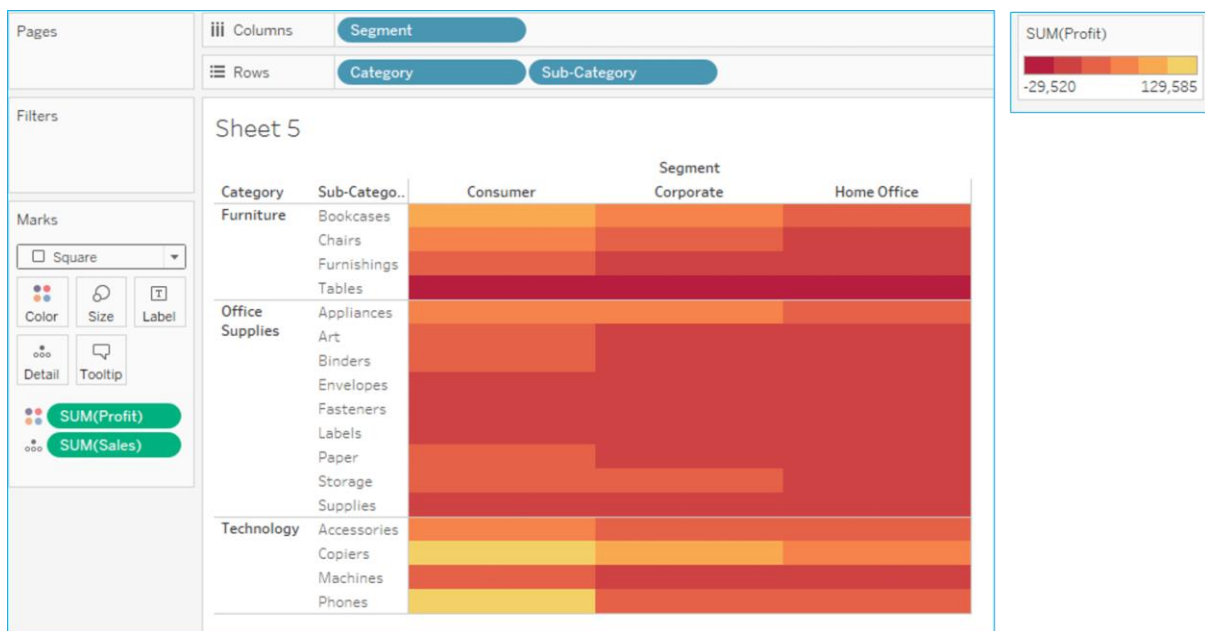 Pages
Columns
Segment
Rows
Category Sub-Category
SUM(Profit)
-29,520 129,585
Filters
Sheet 5
Segment
Category Sub-Catego.. Consumer Corporate Home Office
Marks
Square
Color Size Label
T
Detail Tooltip
SUM(Profit)
SUM(Sales)
Furniture Bookcases
Chairs
Furnishings
Tables
Office Appliances
Supplies Art
Binders
Envelopes
Fasteners
Labels
Paper
Storage
Supplies
Technology Accessories
Copiers
Machines
Phones